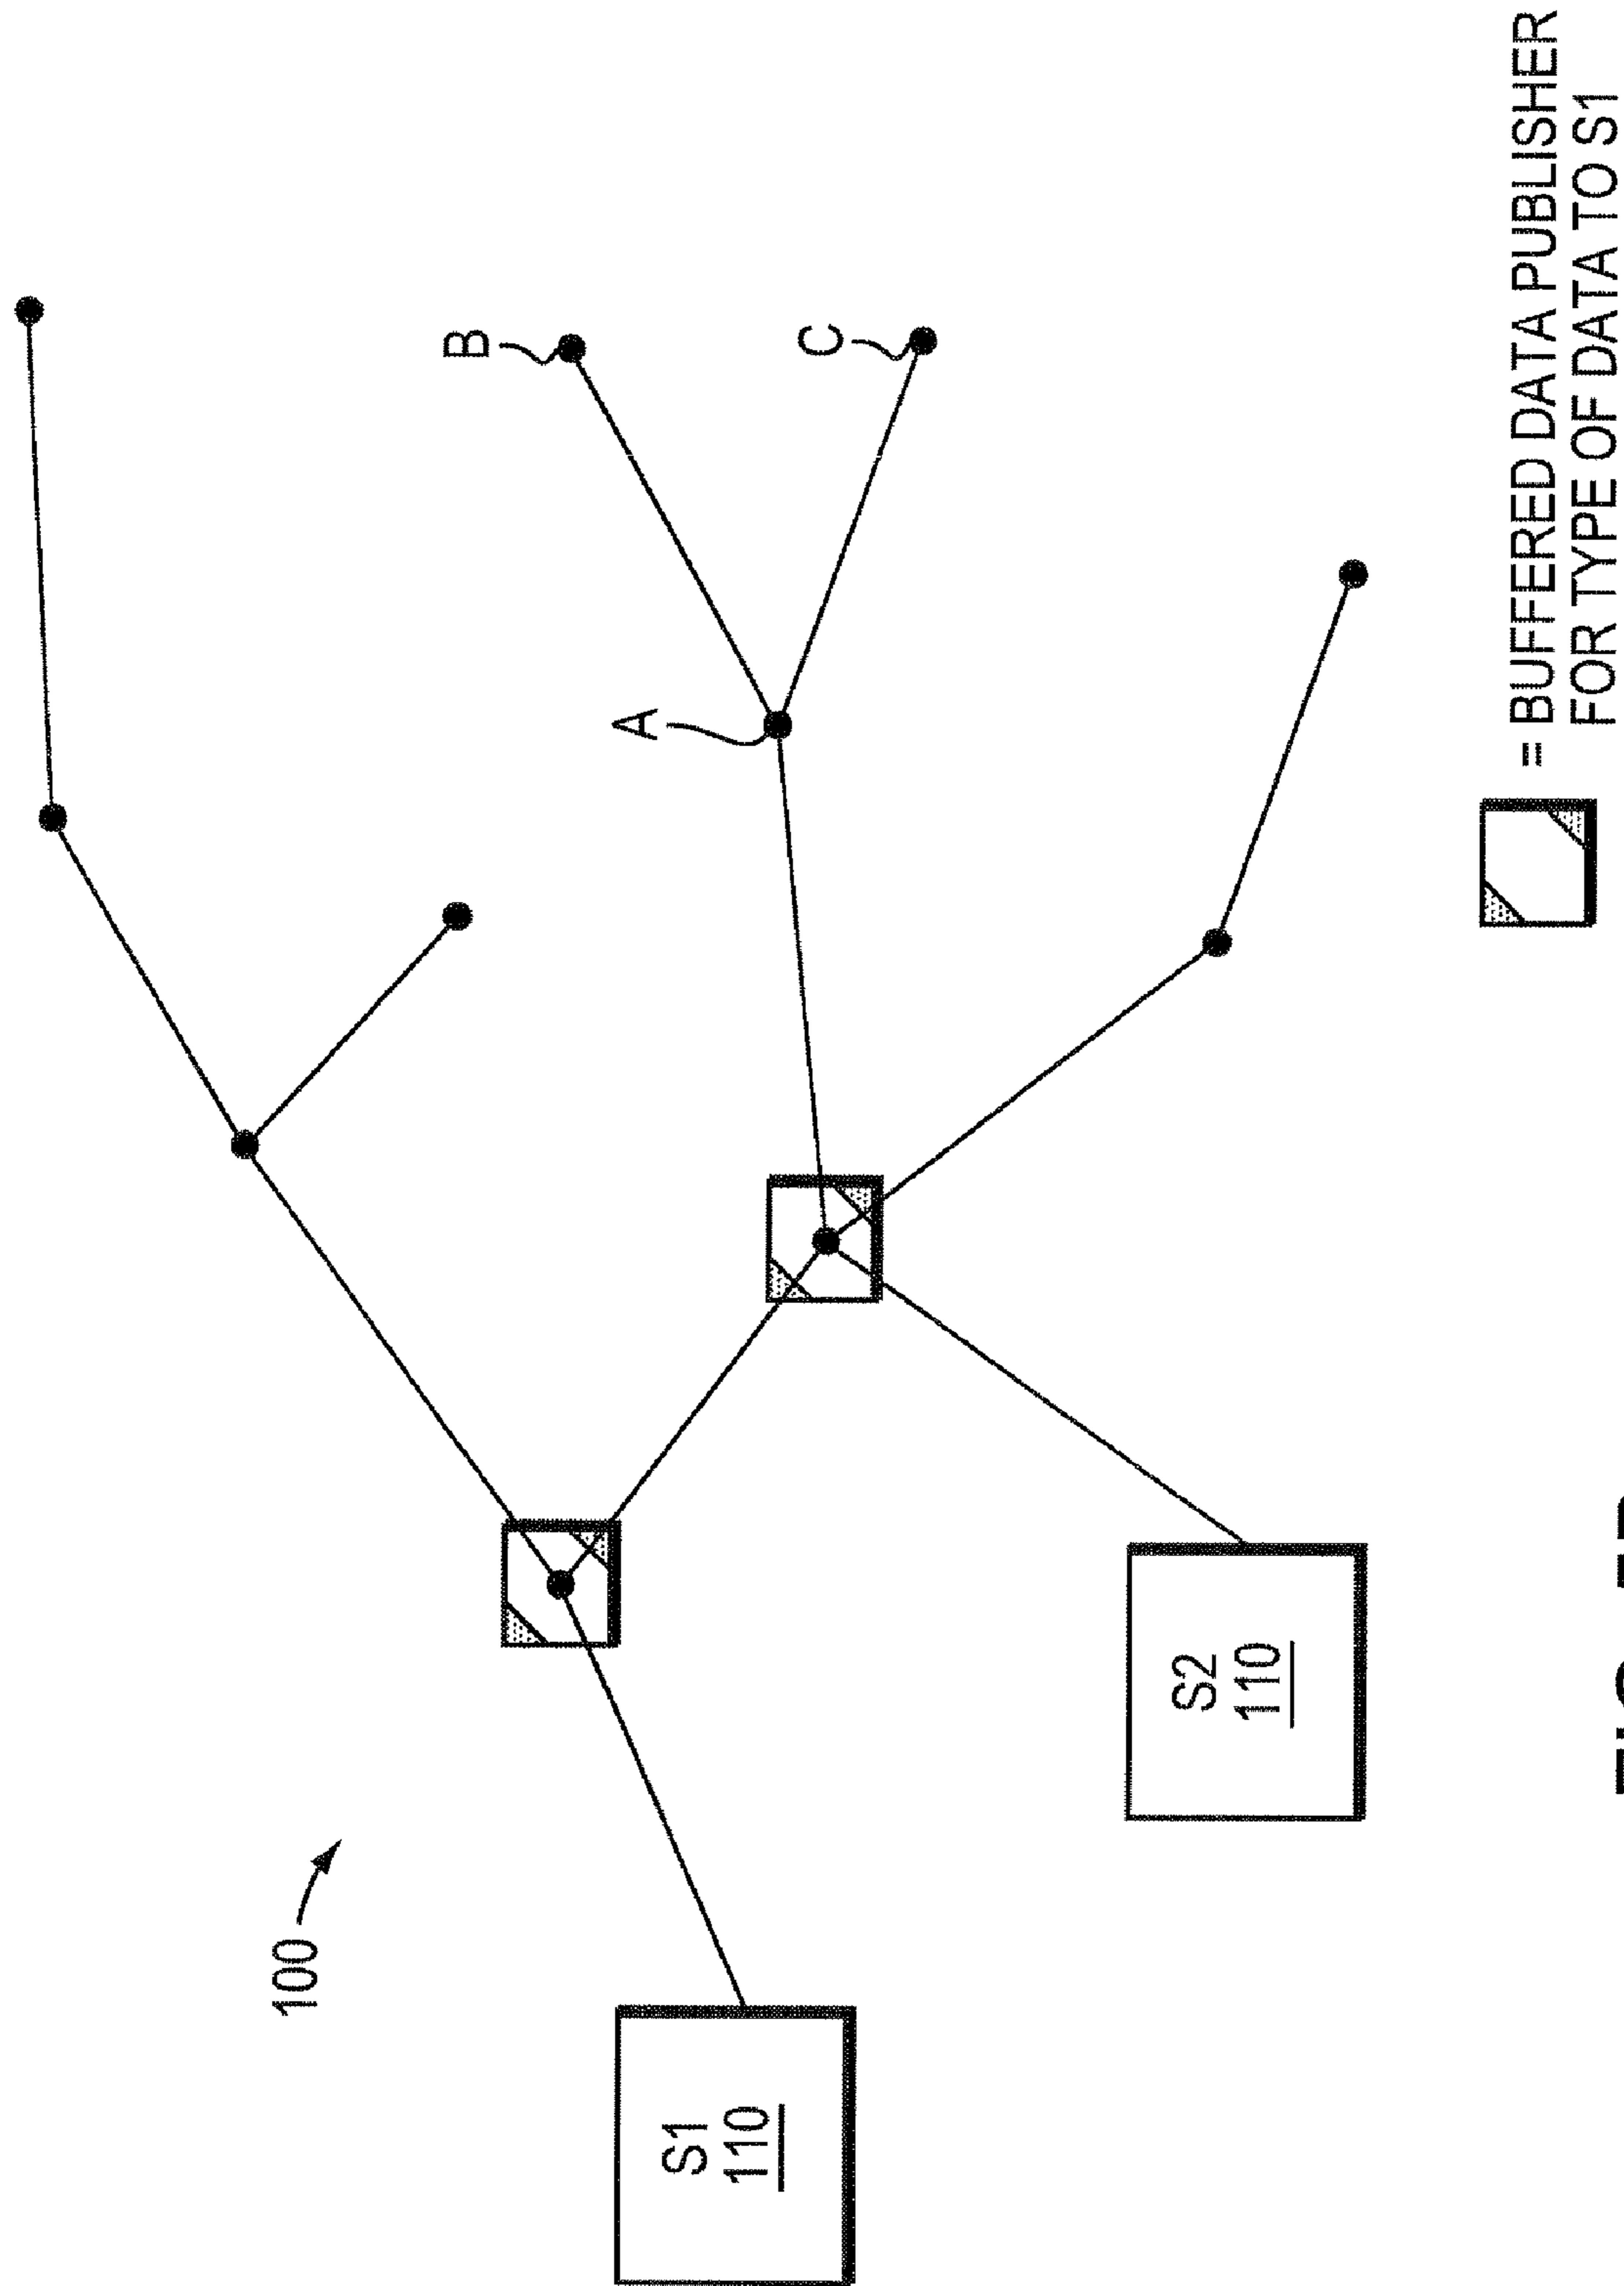 100
S1
110
S2
110
A
B
C
= BUFFERED DATA PUBLISHER
FOR TYPE OF DATA TO S1